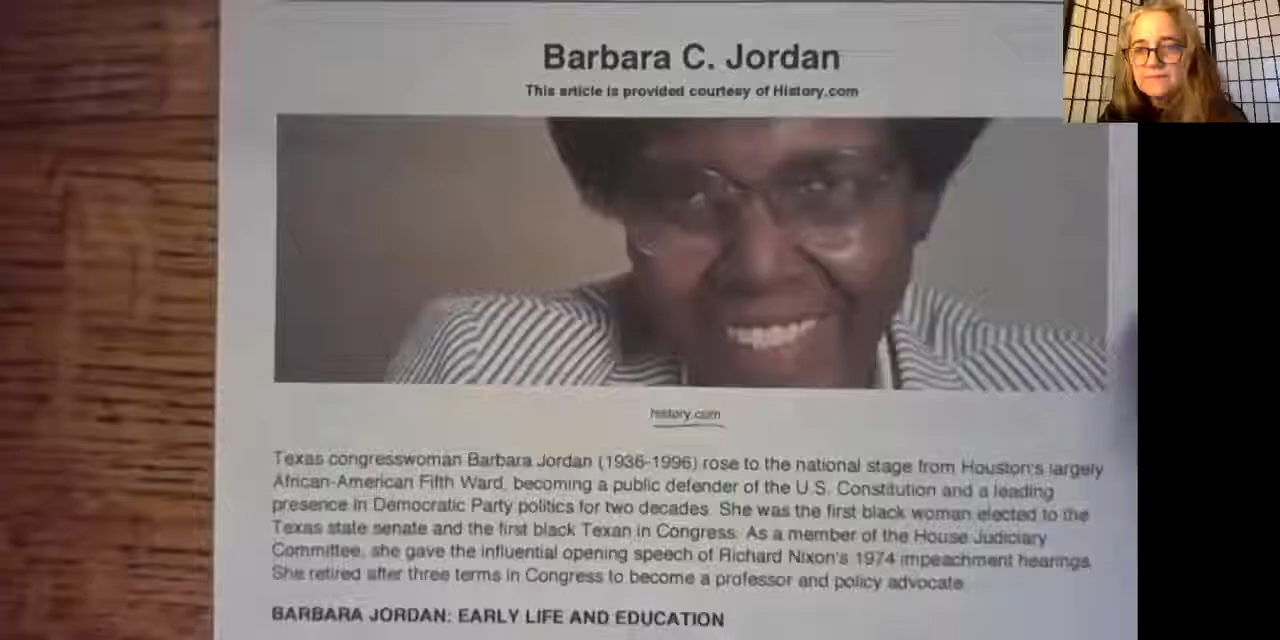 Barbara C. Jordan
This article is provided courtesy of History.com
history.com
Texas congresswoman Barbara Jordan (1936-1996) rose to the national stage from Houston's largely
African-American Fifth Ward, becoming a public defender of the U.S. Constitution and a leading
presence in Democratic Party politics for two decades. She was the first black woman elected to the
Texas state senate and the first black Texan in Congress. As a member of the House Judiciary
Committee, she gave the influential opening speech of Richard Nixon's 1974 impeachment hearings.
She retired after three terms in Congress to become a professor and policy advocate.
BARBARA JORDAN: EARLY LIFE AND EDUCATION